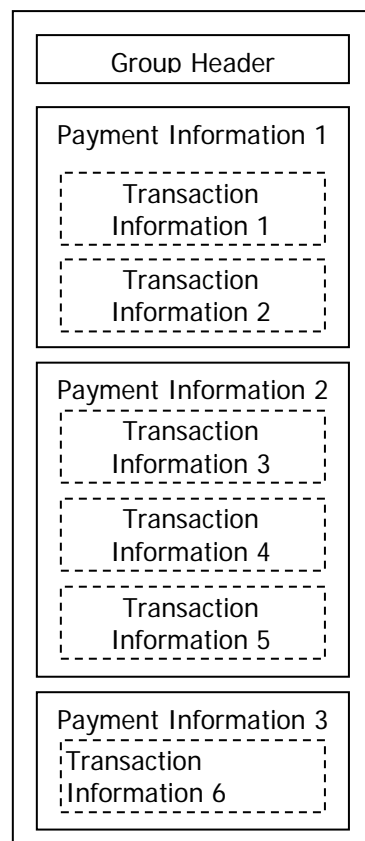 Group Header
Payment Information 1
Transaction
Information 1
Transaction
Information 2
Payment Information 2
Transaction
Information 3
Transaction
Information 4
Transaction
Information 5
Payment Information 3
Transaction
Information 6